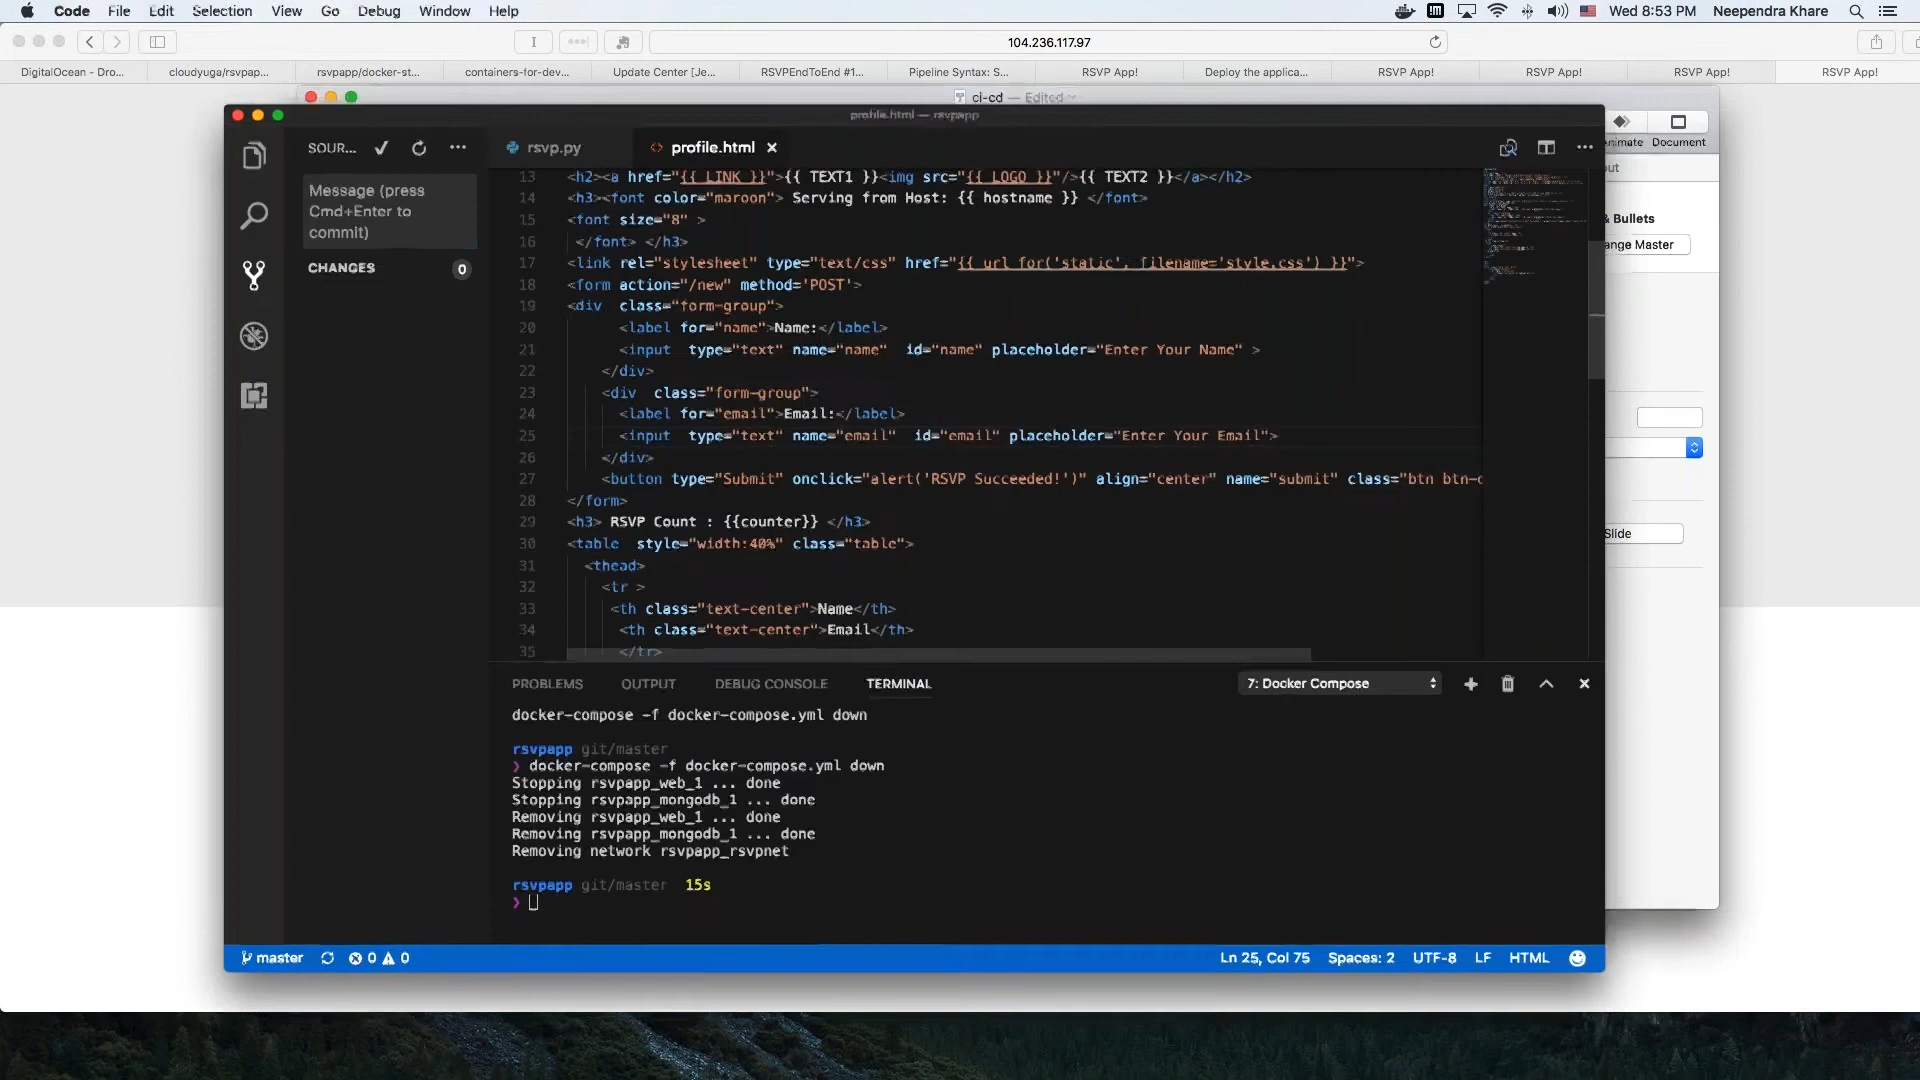 Code File Edit Selection View Go Debug Window Help
Wed 8:53 PM Neependra Khare
104.236.117.97
DigitalOcean - Dro...
cloudyuga/rsvpap...
rsvpapp/docker-st...
containers-for-dev...
Update Center [Je...
RSVPEndToEnd #1...
Pipeline Syntax: S...
RSVP App!
Deploy the applica...
RSVP App!
RSVP App!
RSVP App!
RSVP App!
ci-cd — Edited
profile.html — rsvpapp
Document
SOUR...
rsvp.py
profile.html
Message (press
Cmd+Enter to
commit)
CHANGES 0
13 <h2><a href="{{ LINK }}">{{ TEXT1 }}<img src="{{ LOGO }}"/>{{ TEXT2 }}</a></h2>
14 <h3><font color="maroon"> Serving from Host: {{ hostname }} </font>
15 <font size="8" >
16 </font> </h3>
17 <link rel="stylesheet" type="text/css" href="{{ url_for('static', filename='style.css') }}">
18 <form action="/new" method='POST'>
19 <div class="form-group">
20 <label for="name">Name:</label>
21 <input type="text" name="name" id="name" placeholder="Enter Your Name" >
22 </div>
23 <div class="form-group">
24 <label for="email">Email:</label>
25 <input type="text" name="email" id="email" placeholder="Enter Your Email">
26 </div>
27 <button type="Submit" onclick="alert('RSVP Succeeded!')" align="center" name="submit" class="btn btn-
28 </form>
29 <h3> RSVP Count : {{counter}} </h3>
30 <table style="width:40%" class="table">
31 <thead>
32 <tr >
33 <th class="text-center">Name</th>
34 <th class="text-center">Email</th>
35 </tr>
& Bullets
ange Master
Slide
PROBLEMS OUTPUT DEBUG CONSOLE TERMINAL
7: Docker Compose
docker-compose -f docker-compose.yml down
rsvpapp git/master
❯ docker-compose -f docker-compose.yml down
Stopping rsvpapp_web_1 ... done
Stopping rsvpapp_mongodb_1 ... done
Removing rsvpapp_web_1 ... done
Removing rsvpapp_mongodb_1 ... done
Removing network rsvpapp_rsvpnet
rsvpapp git/master 15s
❯
master 0 0
Ln 25, Col 75 Spaces: 2 UTF-8 LF HTML